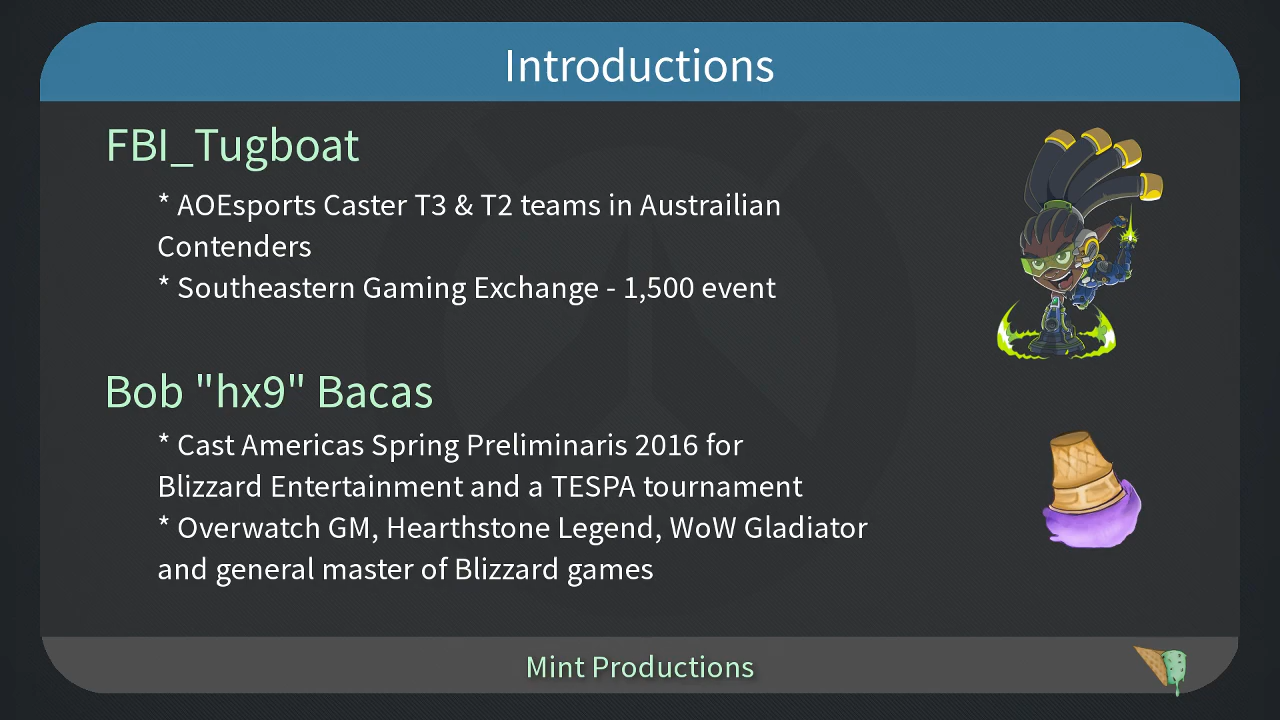 Introductions
FBI_Tugboat
* AOEsports Caster T3 & T2 teams in Austrailian
Contenders
* Southeastern Gaming Exchange - 1,500 event
Bob "hx9" Bacas
* Cast Americas Spring Preliminaris 2016 for
Blizzard Entertainment and a TESPA tournament
* Overwatch GM, Hearthstone Legend, WoW Gladiator
and general master of Blizzard games
Mint Productions